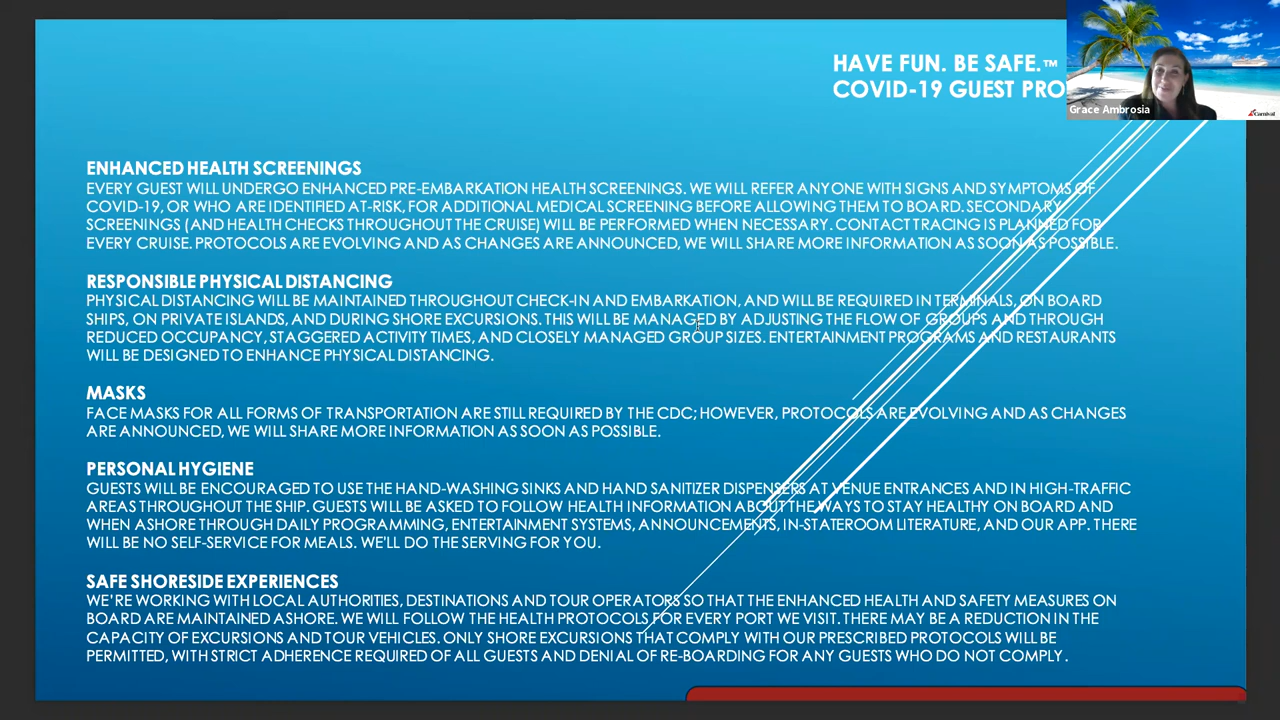 HAVE FUN. BE SAFE.™
COVID-19 GUEST PRO
Grace Ambrosia
Carnival
ENHANCED HEALTH SCREENINGS
EVERY GUEST WILL UNDERGO ENHANCED PRE-EMBARKATION HEALTH SCREENINGS. WE WILL REFER ANYONE WITH SIGNS AND SYMPTOMS OF
COVID-19, OR WHO ARE IDENTIFIED AT-RISK, FOR ADDITIONAL MEDICAL SCREENING BEFORE ALLOWING THEM TO BOARD. SECONDARY
SCREENINGS (AND HEALTH CHECKS THROUGHOUT THE CRUISE) WILL BE PERFORMED WHEN NECESSARY. CONTACT TRACING IS PLANNED FOR
EVERY CRUISE. PROTOCOLS ARE EVOLVING AND AS CHANGES ARE ANNOUNCED, WE WILL SHARE MORE INFORMATION AS SOON AS POSSIBLE.
RESPONSIBLE PHYSICAL DISTANCING
PHYSICAL DISTANCING WILL BE MAINTAINED THROUGHOUT CHECK-IN AND EMBARKATION, AND WILL BE REQUIRED IN TERMINALS, ON BOARD
SHIPS, ON PRIVATE ISLANDS, AND DURING SHORE EXCURSIONS. THIS WILL BE MANAGED BY ADJUSTING THE FLOW OF GROUPS AND THROUGH
REDUCED OCCUPANCY, STAGGERED ACTIVITY TIMES, AND CLOSELY MANAGED GROUP SIZES. ENTERTAINMENT PROGRAMS AND RESTAURANTS
WILL BE DESIGNED TO ENHANCE PHYSICAL DISTANCING.
MASKS
FACE MASKS FOR ALL FORMS OF TRANSPORTATION ARE STILL REQUIRED BY THE CDC; HOWEVER, PROTOCOLS ARE EVOLVING AND AS CHANGES
ARE ANNOUNCED, WE WILL SHARE MORE INFORMATION AS SOON AS POSSIBLE.
PERSONAL HYGIENE
GUESTS WILL BE ENCOURAGED TO USE THE HAND-WASHING SINKS AND HAND SANITIZER DISPENSERS AT VENUE ENTRANCES AND IN HIGH-TRAFFIC
AREAS THROUGHOUT THE SHIP. GUESTS WILL BE ASKED TO FOLLOW HEALTH INFORMATION ABOUT THE WAYS TO STAY HEALTHY ON BOARD AND
WHEN ASHORE THROUGH DAILY PROGRAMMING, ENTERTAINMENT SYSTEMS, ANNOUNCEMENTS, IN-STATEROOM LITERATURE, AND OUR APP. THERE
WILL BE NO SELF-SERVICE FOR MEALS. WE'LL DO THE SERVING FOR YOU.
SAFE SHORESIDE EXPERIENCES
WE'RE WORKING WITH LOCAL AUTHORITIES, DESTINATIONS AND TOUR OPERATORS SO THAT THE ENHANCED HEALTH AND SAFETY MEASURES ON
BOARD ARE MAINTAINED ASHORE. WE WILL FOLLOW THE HEALTH PROTOCOLS FOR EVERY PORT WE VISIT. THERE MAY BE A REDUCTION IN THE
CAPACITY OF EXCURSIONS AND TOUR VEHICLES. ONLY SHORE EXCURSIONS THAT COMPLY WITH OUR PRESCRIBED PROTOCOLS WILL BE
PERMITTED, WITH STRICT ADHERENCE REQUIRED OF ALL GUESTS AND DENIAL OF RE-BOARDING FOR ANY GUESTS WHO DO NOT COMPLY.